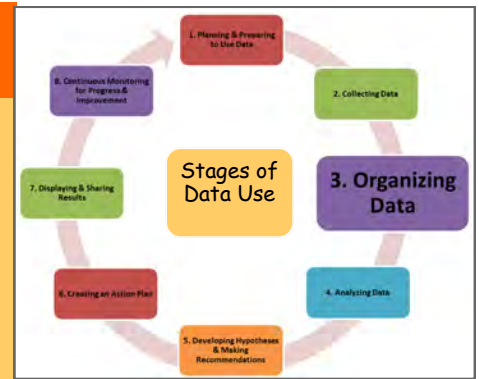 1. Planning & Preparing
to Use Data
2. Collecting Data
3. Organizing
Data
4. Analyzing Data
5. Developing Hypotheses
& Making
Recommendations
6. Creating an Action Plan
7. Displaying & Sharing
Results
8. Continuous Monitoring
for Progress &
Improvement
Stages of
Data Use